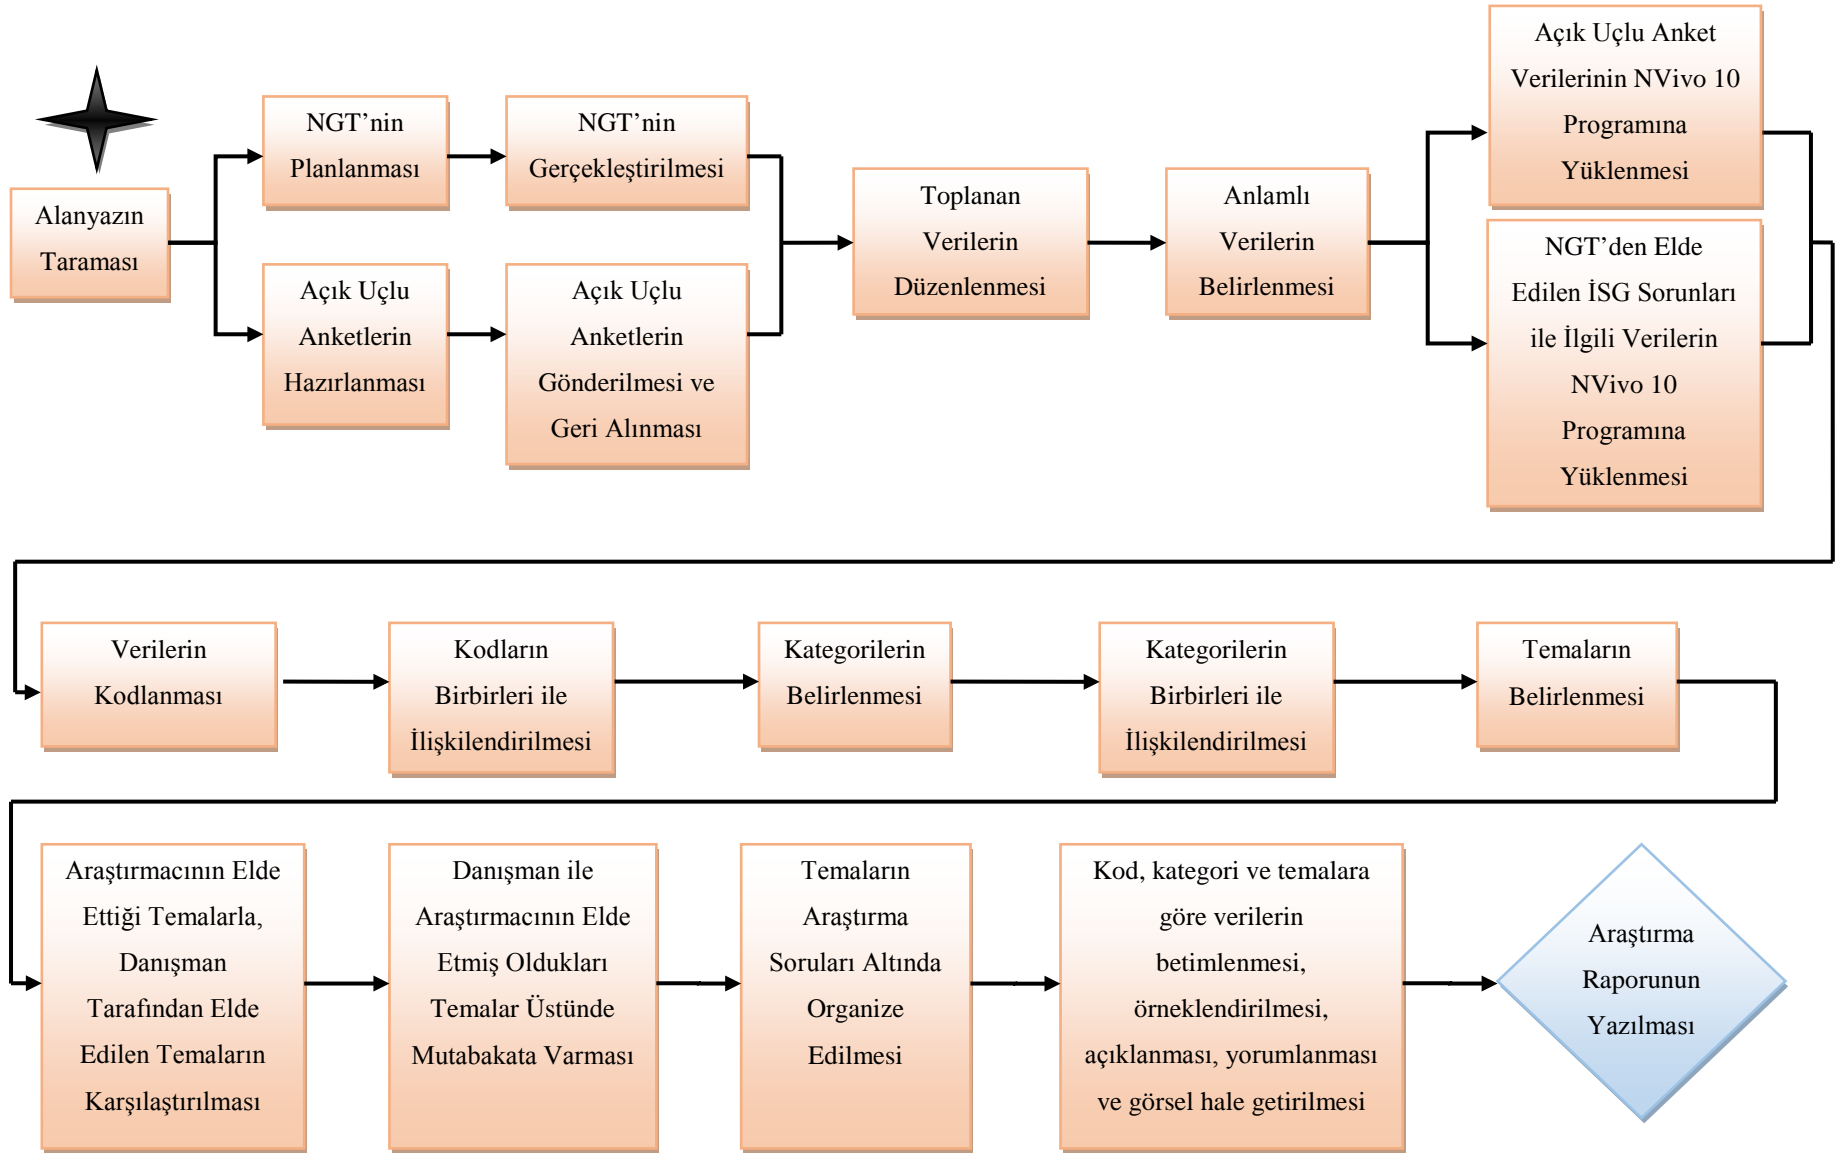 Alanyazın
Taraması
NGT’nin
Planlanması
NGT’nin
Gerçekleştirilmesi
Açık Uçlu
Anketlerin
Hazırlanması
Açık Uçlu
Anketlerin
Gönderilmesi ve
Geri Alınması
Toplanan
Verilerin
Düzenlenmesi
Anlamlı
Verilerin
Belirlenmesi
Açık Uçlu Anket
Verilerinin NVivo 10
Programına
Yüklenmesi
NGT’den Elde
Edilen İSG Sorunları
ile İlgili Verilerin
NVivo 10
Programına
Yüklenmesi
Verilerin
Kodlanması
Kodların
Birbirleri ile
İlişkilendirilmesi
Kategorilerin
Belirlenmesi
Kategorilerin
Birbirleri ile
İlişkilendirilmesi
Temaların
Belirlenmesi
Araştırmacının Elde
Ettiği Temalarla,
Danışman
Tarafından Elde
Edilen Temaların
Karşılaştırılması
Danışman ile
Araştırmacının Elde
Etmiş Oldukları
Temalar Üstünde
Mutabakata Varması
Temaların
Araştırma
Soruları Altında
Organize
Edilmesi
Kod, kategori ve temalara
göre verilerin
betimlenmesi,
örneklendirilmesi,
açıklanması, yorumlanması
ve görsel hale getirilmesi
Araştırma
Raporunun
Yazılması